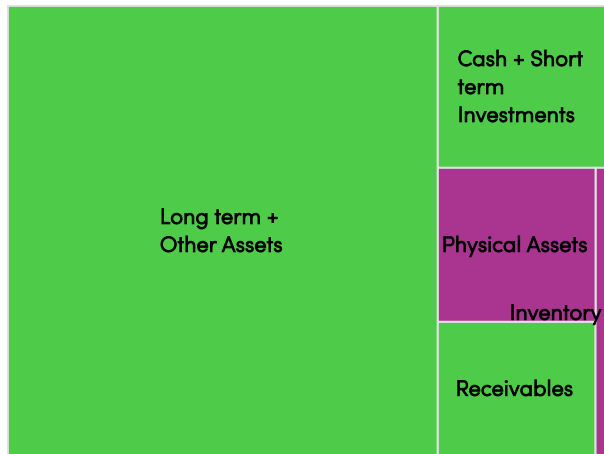 Cash + Short
term
Investments
Long term +
Other Assets
Physical Assets
Inventory
Receivables